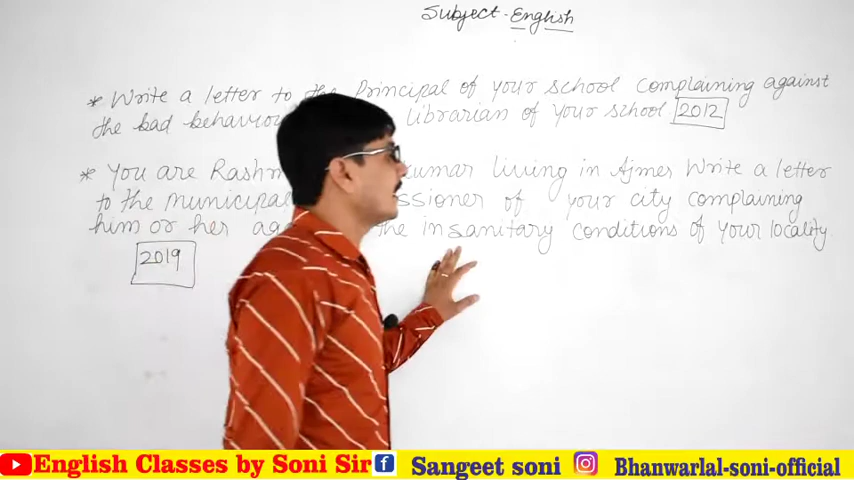 Subject - English
* Write a letter to the Principal of your school complaining against
the bad behaviou librarian of your school 2012
* You are Rashm kumar living in Ajmer Write a letter
to the municipal ssioner of your city complaining
him or her aga the insanitary conditions of your locality
2019
English Classes by Soni Sir Sangeet soni Bhanwarlal-soni-official